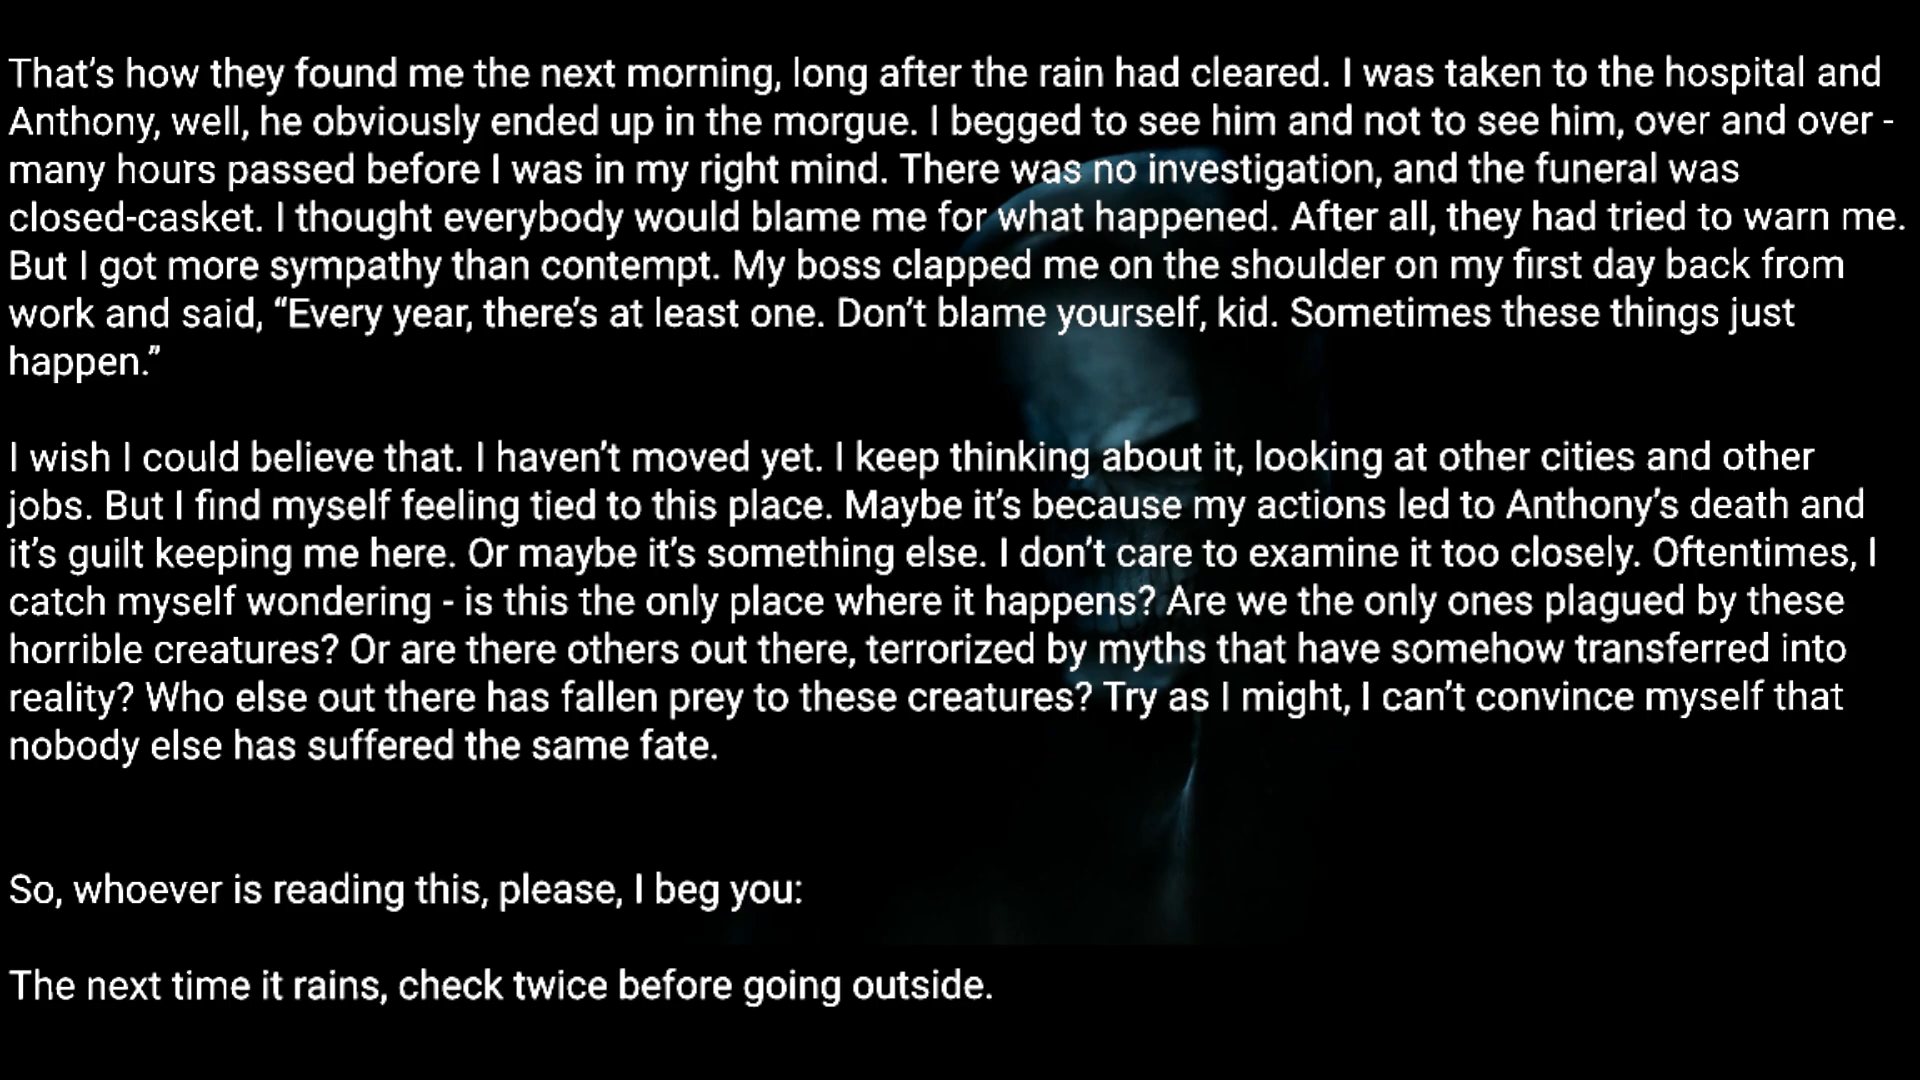 That’s how they found me the next morning, long after the rain had cleared. I was taken to the hospital and
Anthony, well, he obviously ended up in the morgue. I begged to see him and not to see him, over and over -
many hours passed before I was in my right mind. There was no investigation, and the funeral was
closed-casket. I thought everybody would blame me for what happened. After all, they had tried to warn me.
But I got more sympathy than contempt. My boss clapped me on the shoulder on my first day back from
work and said, “Every year, there’s at least one. Don’t blame yourself, kid. Sometimes these things just
happen.”
I wish I could believe that. I haven’t moved yet. I keep thinking about it, looking at other cities and other
jobs. But I find myself feeling tied to this place. Maybe it’s because my actions led to Anthony’s death and
it’s guilt keeping me here. Or maybe it’s something else. I don’t care to examine it too closely. Oftentimes, I
catch myself wondering - is this the only place where it happens? Are we the only ones plagued by these
horrible creatures? Or are there others out there, terrorized by myths that have somehow transferred into
reality? Who else out there has fallen prey to these creatures? Try as I might, I can’t convince myself that
nobody else has suffered the same fate.
So, whoever is reading this, please, I beg you:
The next time it rains, check twice before going outside.